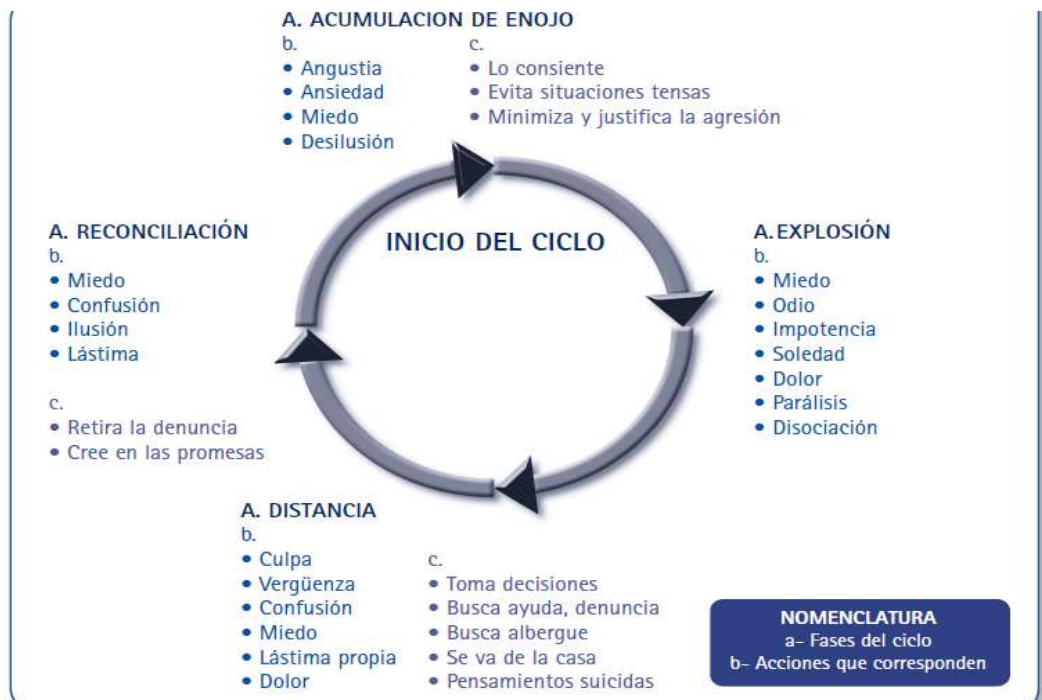 A. ACUMULACION DE ENOJO
b.
• Angustia
• Ansiedad
• Miedo
• Desilusión
c.
• Lo consiente
• Evita situaciones tensas
• Minimiza y justifica la agresión
INICIO DEL CICLO
A. EXPLOSIÓN
b.
• Miedo
• Odio
• Impotencia
• Soledad
• Dolor
• Parálisis
• Disociación
A. DISTANCIA
b.
• Culpa
• Vergüenza
• Confusión
• Miedo
• Lástima propia
• Dolor
c.
• Toma decisiones
• Busca ayuda, denuncia
• Busca albergue
• Se va de la casa
• Pensamientos suicidas
A. RECONCILIACIÓN
b.
• Miedo
• Confusión
• Ilusión
• Lástima
c.
• Retira la denuncia
• Cree en las promesas
NOMENCLATURA
a– Fases del ciclo
b– Acciones que corresponden